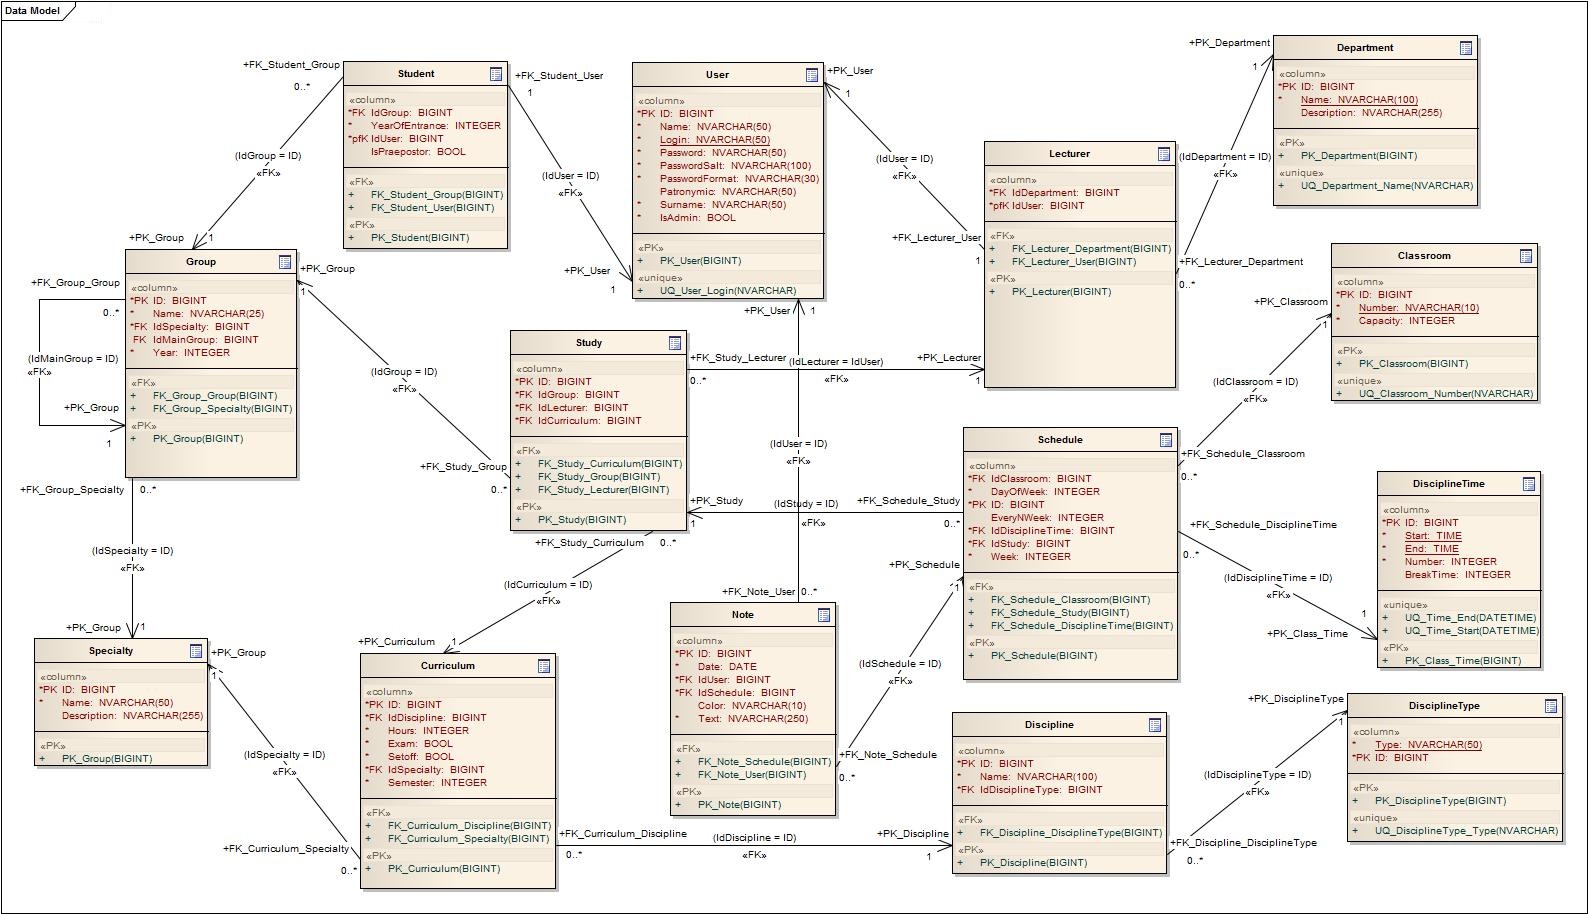 Data Model
+FK_Student_Group
0..*
Student
«column»
*FK IdGroup: BIGINT
* YearOfEntrance: INTEGER
*pfK IdUser: BIGINT
IsPraepostor: BOOL
«FK»
+ FK_Student_Group(BIGINT)
+ FK_Student_User(BIGINT)
«PK»
+ PK_Student(BIGINT)
+FK_Student_User
1
(IdGroup = ID)
«FK»
+PK_Group
1
(IdUser = ID)
«FK»
+PK_User
1
User
«column»
*PK ID: BIGINT
* Name: NVARCHAR(50)
* Login: NVARCHAR(50)
* Password: NVARCHAR(50)
* PasswordSalt: NVARCHAR(100)
* PasswordFormat: NVARCHAR(30)
Patronymic: NVARCHAR(50)
* Surname: NVARCHAR(50)
* IsAdmin: BOOL
«PK»
+ PK_User(BIGINT)
«unique»
+ UQ_User_Login(NVARCHAR)
+PK_User
1
(IdUser = ID)
«FK»
+FK_Lecturer_User
1
Lecturer
«column»
*FK IdDepartment: BIGINT
*pfK IdUser: BIGINT
«FK»
+ FK_Lecturer_Department(BIGINT)
+ FK_Lecturer_User(BIGINT)
«PK»
+ PK_Lecturer(BIGINT)
+PK_Department
1
(IdDepartment = ID)
«FK»
+FK_Lecturer_Department
0..*
Department
«column»
*PK ID: BIGINT
* Name: NVARCHAR(100)
Description: NVARCHAR(255)
«PK»
+ PK_Department(BIGINT)
«unique»
+ UQ_Department_Name(NVARCHAR)
Group
«column»
*PK ID: BIGINT
* Name: NVARCHAR(25)
*FK IdSpecialty: BIGINT
FK IdMainGroup: BIGINT
* Year: INTEGER
«FK»
+ FK_Group_Group(BIGINT)
+ FK_Group_Specialty(BIGINT)
«PK»
+ PK_Group(BIGINT)
+FK_Group_Group
0..*
(IdMainGroup = ID)
«FK»
+PK_Group
1
+PK_Group
1
(IdGroup = ID)
«FK»
+FK_Study_Group
0..*
Study
«column»
*PK ID: BIGINT
*FK IdGroup: BIGINT
*FK IdLecturer: BIGINT
*FK IdCurriculum: BIGINT
«FK»
+ FK_Study_Curriculum(BIGINT)
+ FK_Study_Group(BIGINT)
+ FK_Study_Lecturer(BIGINT)
«PK»
+ PK_Study(BIGINT)
+FK_Study_Lecturer
0..*
(IdLecturer = IdUser)
«FK»
+PK_Lecturer
1
+PK_User
1
(IdUser = ID)
«FK»
+FK_Note_User
0..*
Classroom
«column»
*PK ID: BIGINT
* Number: NVARCHAR(10)
* Capacity: INTEGER
«PK»
+ PK_Classroom(BIGINT)
«unique»
+ UQ_Classroom_Number(NVARCHAR)
+PK_Classroom
1
(IdClassroom = ID)
«FK»
+FK_Schedule_Classroom
0..*
Schedule
«column»
*FK IdClassroom: BIGINT
* DayOfWeek: INTEGER
*PK ID: BIGINT
EveryNWeek: INTEGER
*FK IdDisciplineTime: BIGINT
*FK IdStudy: BIGINT
* Week: INTEGER
«FK»
+ FK_Schedule_Classroom(BIGINT)
+ FK_Schedule_Study(BIGINT)
+ FK_Schedule_DisciplineTime(BIGINT)
«PK»
+ PK_Schedule(BIGINT)
+PK_Study
1
(IdStudy = ID)
«FK»
+FK_Schedule_Study
0..*
+FK_Schedule_DisciplineTime
0..*
(IdDisciplineTime = ID)
«FK»
1
+PK_Class_Time
DisciplineTime
«column»
*PK ID: BIGINT
* Start: TIME
* End: TIME
* Number: INTEGER
BreakTime: INTEGER
«unique»
+ UQ_Time_End(DATETIME)
+ UQ_Time_Start(DATETIME)
«PK»
+ PK_Class_Time(BIGINT)
+FK_Group_Specialty
0..*
(IdSpecialty = ID)
«FK»
+PK_Group
1
Specialty
«column»
*PK ID: BIGINT
* Name: NVARCHAR(50)
Description: NVARCHAR(255)
«PK»
+ PK_Group(BIGINT)
+PK_Group
1
(IdSpecialty = ID)
«FK»
+FK_Curriculum_Specialty
0..*
+FK_Study_Curriculum
0..*
(IdCurriculum = ID)
«FK»
+PK_Curriculum
1
Curriculum
«column»
*PK ID: BIGINT
*FK IdDiscipline: BIGINT
* Hours: INTEGER
* Exam: BOOL
* Setoff: BOOL
*FK IdSpecialty: BIGINT
* Semester: INTEGER
«FK»
+ FK_Curriculum_Discipline(BIGINT)
+ FK_Curriculum_Specialty(BIGINT)
«PK»
+ PK_Curriculum(BIGINT)
Note
«column»
*PK ID: BIGINT
* Date: DATE
*FK IdUser: BIGINT
*FK IdSchedule: BIGINT
Color: NVARCHAR(10)
* Text: NVARCHAR(250)
«FK»
+ FK_Note_Schedule(BIGINT)
+ FK_Note_User(BIGINT)
«PK»
+ PK_Note(BIGINT)
+PK_Schedule
1
(IdSchedule = ID)
«FK»
+FK_Note_Schedule
0..*
+FK_Curriculum_Discipline
0..*
(IdDiscipline = ID)
«FK»
+PK_Discipline
1
Discipline
«column»
*PK ID: BIGINT
* Name: NVARCHAR(100)
*FK IdDisciplineType: BIGINT
«FK»
+ FK_Discipline_DisciplineType(BIGINT)
«PK»
+ PK_Discipline(BIGINT)
+PK_DisciplineType
1
(IdDisciplineType = ID)
«FK»
+FK_Discipline_DisciplineType
0..*
DisciplineType
«column»
* Type: NVARCHAR(50)
*PK ID: BIGINT
«PK»
+ PK_DisciplineType(BIGINT)
«unique»
+ UQ_DisciplineType_Type(NVARCHAR)